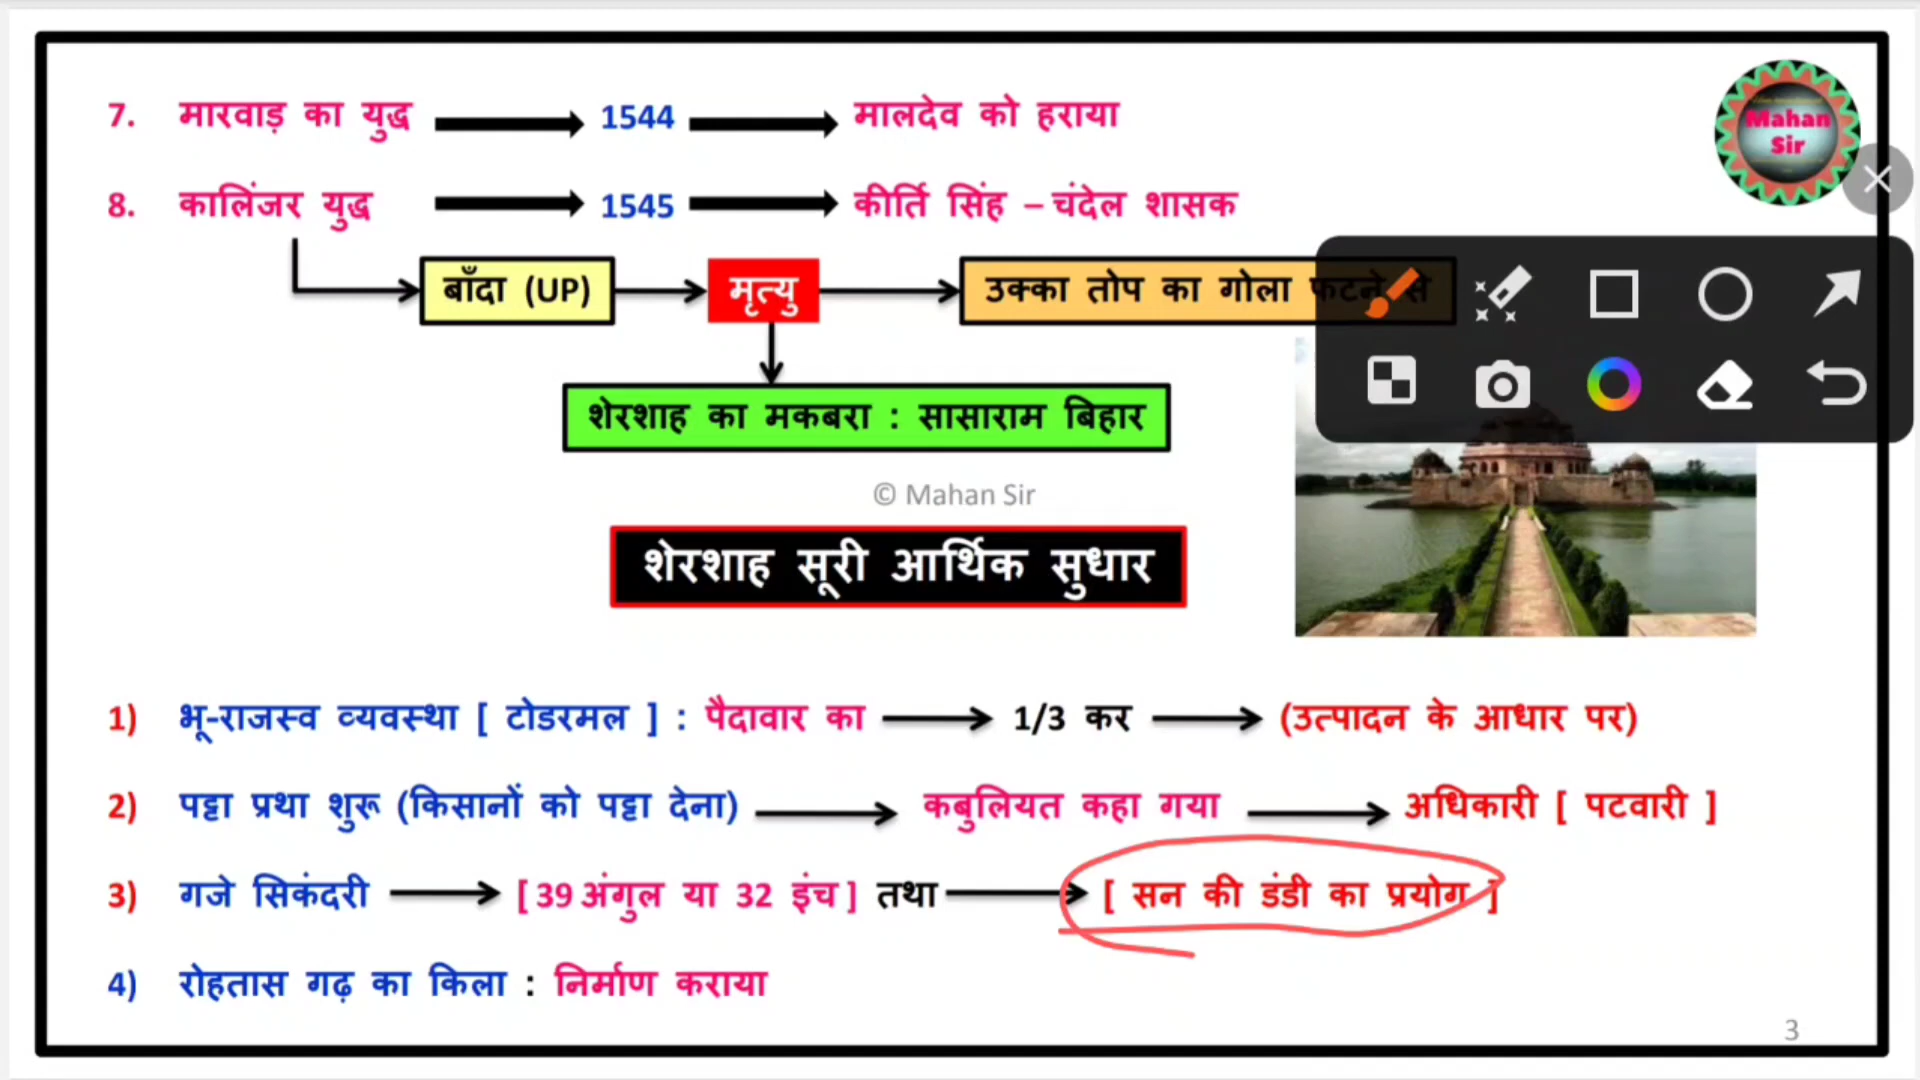 7. मारवाड़ का युद्ध 1544 मालदेव को हराया
Mahan
Sir
8. कालिंजर युद्ध 1545 कीर्ति सिंह – चंदेल शासक
बाँदा (UP) मृत्यु उक्का तोप का गोला फटने से
शेरशाह का मकबरा : सासाराम बिहार
© Mahan Sir
शेरशाह सूरी आर्थिक सुधार
1) भू-राजस्व व्यवस्था [ टोडरमल ] : पैदावार का 1/3 कर (उत्पादन के आधार पर)
2) पट्टा प्रथा शुरू (किसानों को पट्टा देना) कबुलियत कहा गया अधिकारी [ पटवारी ]
3) गजे सिकंदरी [ 39 अंगुल या 32 इंच ] तथा [ सन की डंडी का प्रयोग ]
4) रोहतास गढ़ का किला : निर्माण कराया
3